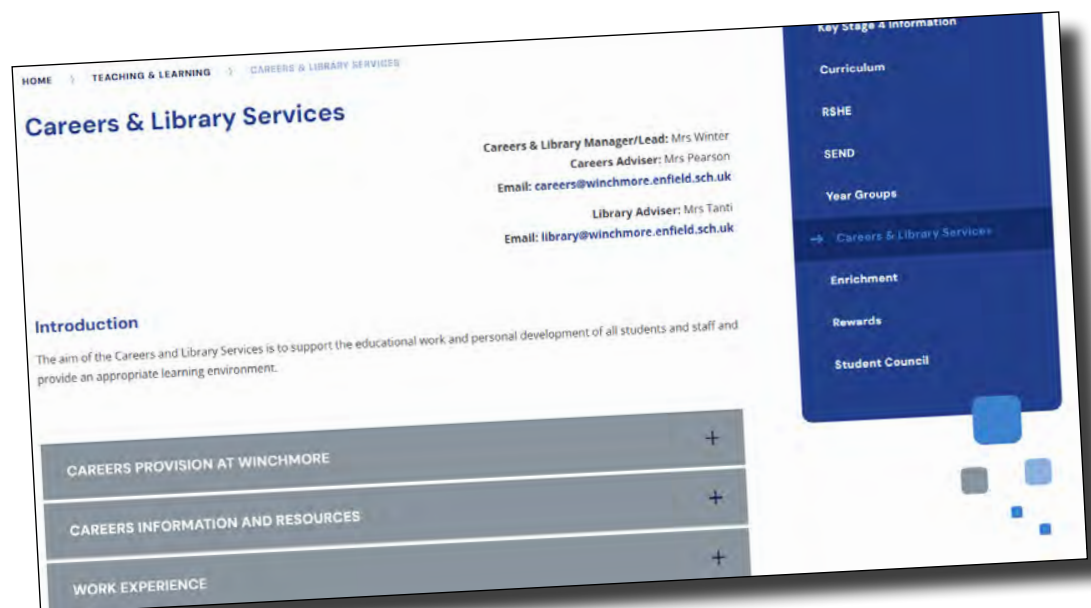 HOME > TEACHING & LEARNING > CAREERS & LIBRARY SERVICES
Careers & Library Services
Careers & Library Manager/Lead: Mrs Winter
Careers Adviser: Mrs Pearson
Email: careers@winchmore.enfield.sch.uk
Library Adviser: Mrs Tanti
Email: library@winchmore.enfield.sch.uk
Introduction
The aim of the Careers and Library Services is to support the educational work and personal development of all students and staff and
provide an appropriate learning environment.
CAREERS PROVISION AT WINCHMORE +
CAREERS INFORMATION AND RESOURCES +
WORK EXPERIENCE +
Key Stage 4 Information
Curriculum
RSHE
SEND
Year Groups
→ Careers & Library Services
Enrichment
Rewards
Student Council